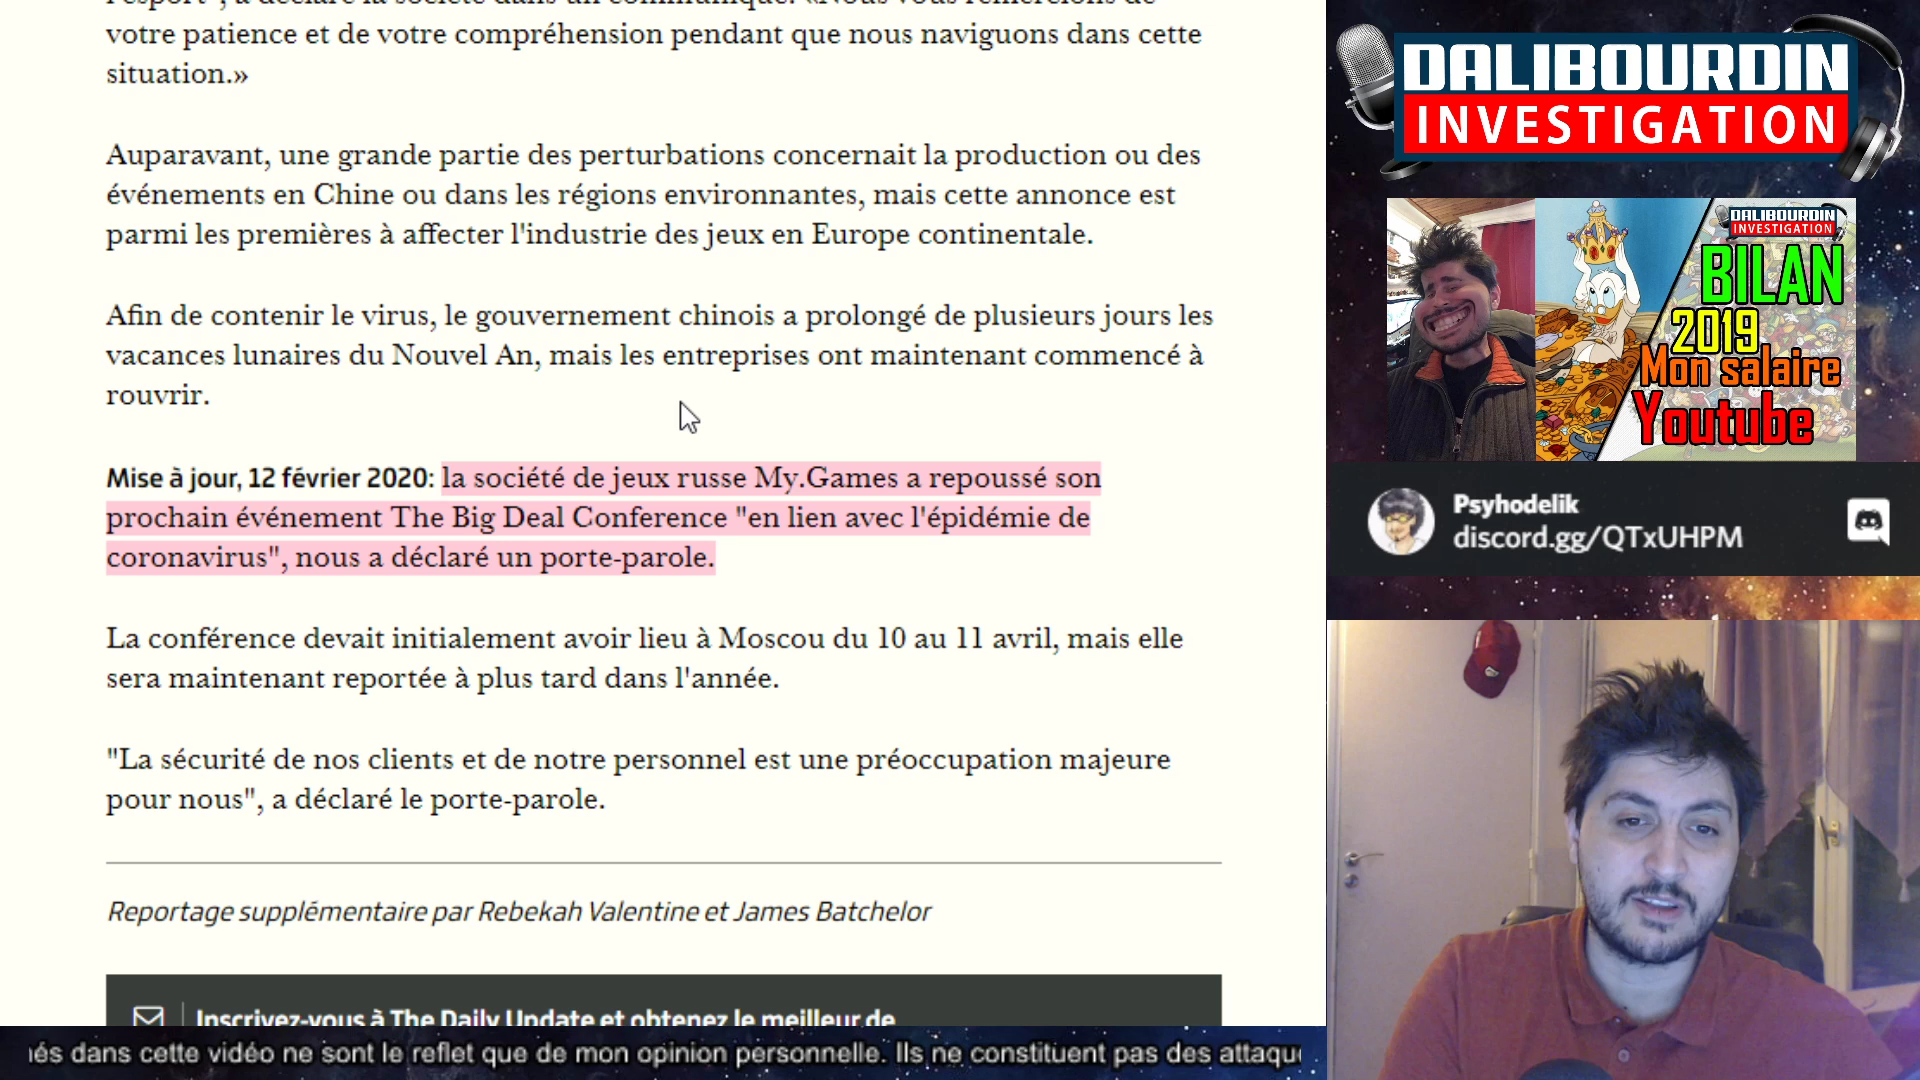 votre patience et de votre compréhension pendant que nous naviguons dans cette
situation.»
Auparavant, une grande partie des perturbations concernait la production ou des
événements en Chine ou dans les régions environnantes, mais cette annonce est
parmi les premières à affecter l'industrie des jeux en Europe continentale.
Afin de contenir le virus, le gouvernement chinois a prolongé de plusieurs jours les
vacances lunaires du Nouvel An, mais les entreprises ont maintenant commencé à
rouvrir.
Mise à jour, 12 février 2020: la société de jeux russe My.Games a repoussé son
prochain événement The Big Deal Conference "en lien avec l'épidémie de
coronavirus", nous a déclaré un porte-parole.
La conférence devait initialement avoir lieu à Moscou du 10 au 11 avril, mais elle
sera maintenant reportée à plus tard dans l'année.
"La sécurité de nos clients et de notre personnel est une préoccupation majeure
pour nous", a déclaré le porte-parole.
Reportage supplémentaire par Rebekah Valentine et James Batchelor
Inscrivez-vous à The Daily Update et obtenez le meilleur de
dans cette vidéo ne sont le reflet que de mon opinion personnelle. Ils ne constituent pas des
DALIBOURDIN
INVESTIGATION
DALIBOURDIN
INVESTIGATION
BILAN
2019
Mon salaire
Youtube
Psyhodelik
discord.gg/QTxUHPM